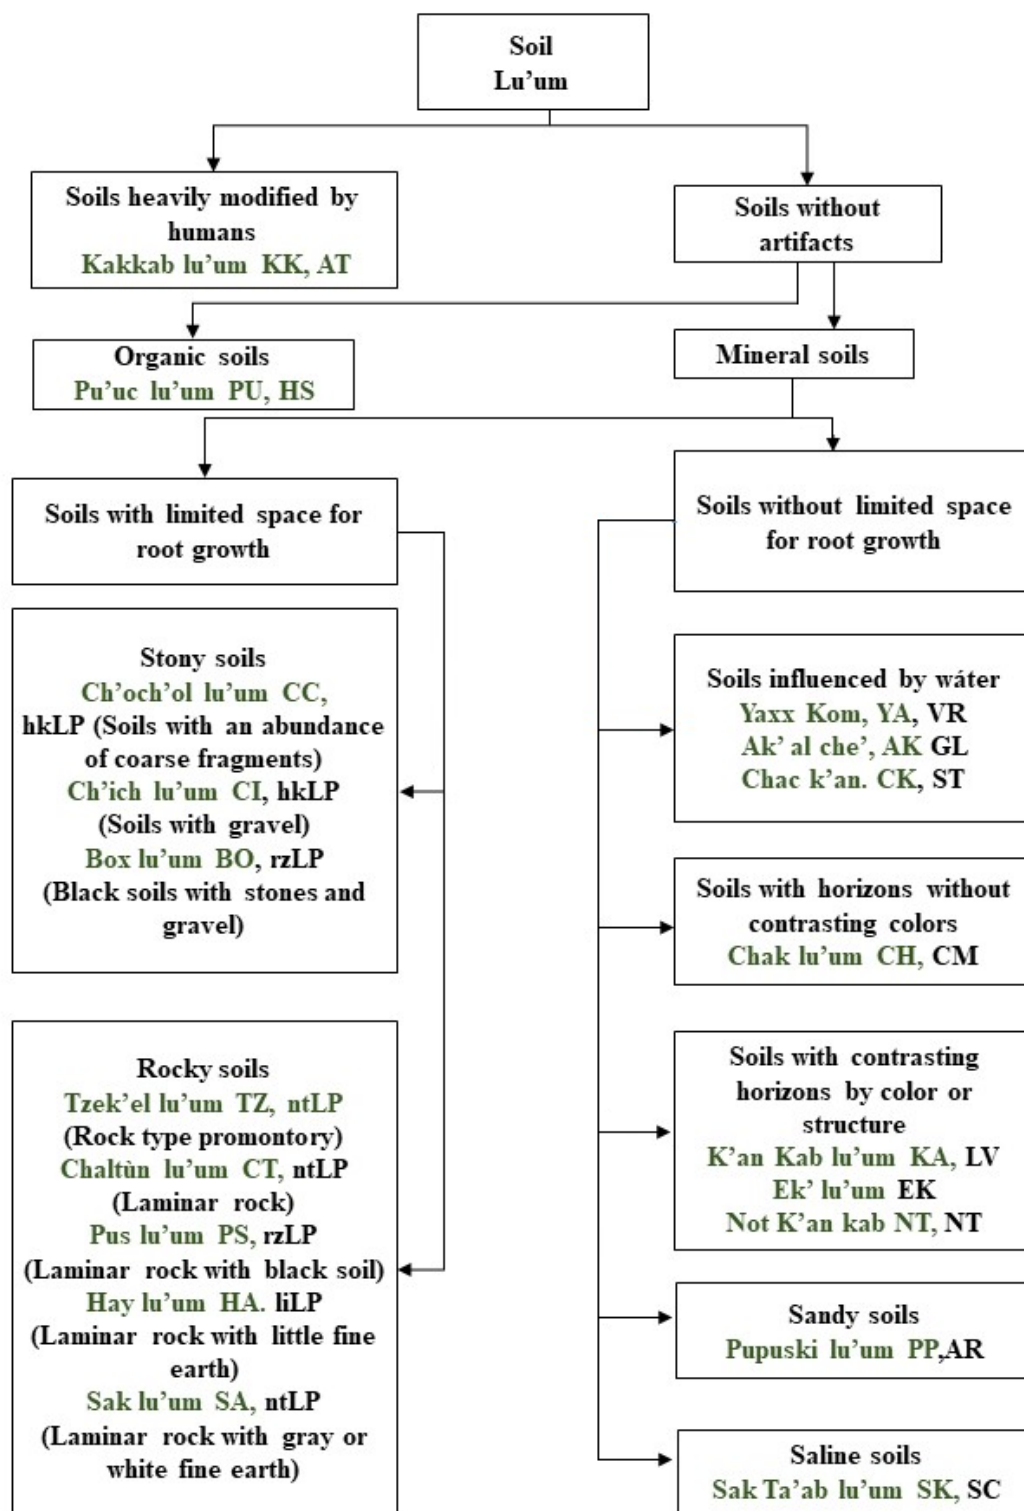 Soil
Lu’um
Soils heavily modified by
humans
Kakkab lu’um KK, AT
Soils without
artifacts
Organic soils
Pu’uc lu’um PU, HS
Mineral soils
Soils with limited space for
root growth
Soils without limited space
for root growth
Stony soils
Ch’och’ol lu’um CC,
hkLP (Soils with an abundance
of coarse fragments)
Ch’ich lu’um CI, hkLP
(Soils with gravel)
Box lu’um BO, rzLP
(Black soils with stones and
gravel)
Rocky soils
Tzek’el lu’um TZ, ntLP
(Rock type promontory)
Chaltùn lu’um CT, ntLP
(Laminar rock)
Pus lu’um PS, rzLP
(Laminar rock with black soil)
Hay lu’um HA. liLP
(Laminar rock with little fine
earth)
Sak lu’um SA, ntLP
(Laminar rock with gray or
white fine earth)
Soils influenced by wáter
Yaxx Kom, YA, VR
Ak’ al che’, AK GL
Chac k’an. CK, ST
Soils with horizons without
contrasting colors
Chak lu’um CH, CM
Soils with contrasting
horizons by color or
structure
K’an Kab lu’um KA, LV
Ek’ lu’um EK
Not K’an kab NT, NT
Sandy soils
Pupuski lu’um PP,AR
Saline soils
Sak Ta’ab lu’um SK, SC